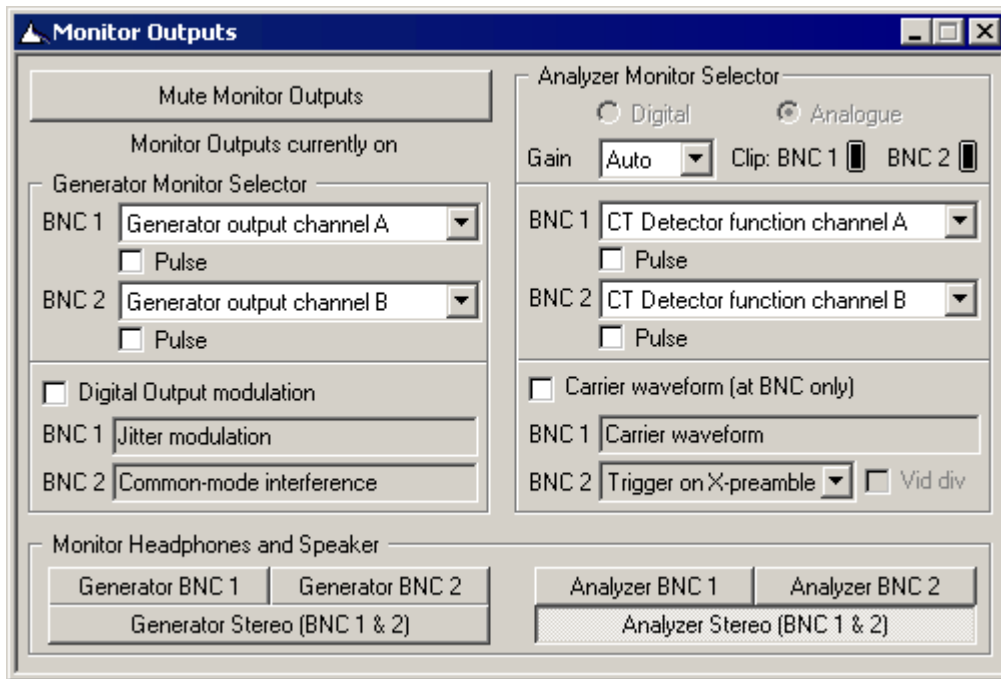 Monitor Outputs
Mute Monitor Outputs
Monitor Outputs currently on
Generator Monitor Selector
BNC 1 Generator output channel A
Pulse
BNC 2 Generator output channel B
Pulse
Digital Output modulation
BNC 1 Jitter modulation
BNC 2 Common-mode interference
Analyzer Monitor Selector
Digital Analogue
Gain Auto Clip: BNC 1 BNC 2
BNC 1 CT Detector function channel A
Pulse
BNC 2 CT Detector function channel B
Pulse
Carrier waveform (at BNC only)
BNC 1 Carrier waveform
BNC 2 Trigger on X-preamble Vid div
Monitor Headphones and Speaker
Generator BNC 1 Generator BNC 2
Generator Stereo (BNC 1 & 2)
Analyzer BNC 1 Analyzer BNC 2
Analyzer Stereo (BNC 1 & 2)